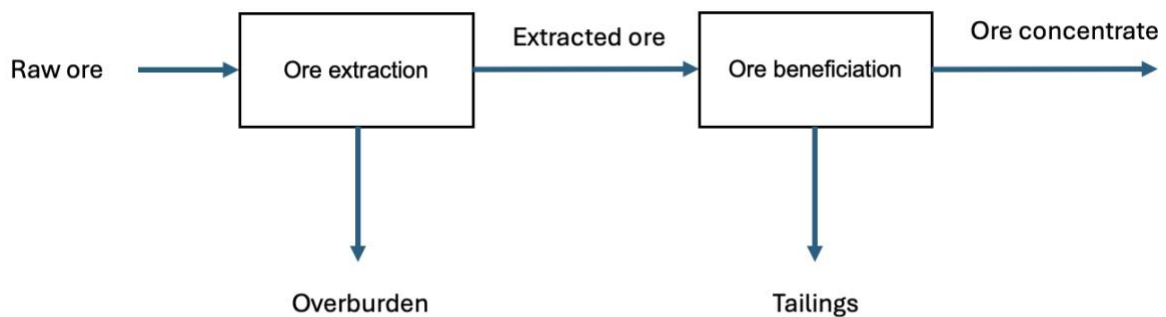 Raw ore
Ore extraction
Extracted ore
Ore beneficiation
Ore concentrate
Overburden
Tailings